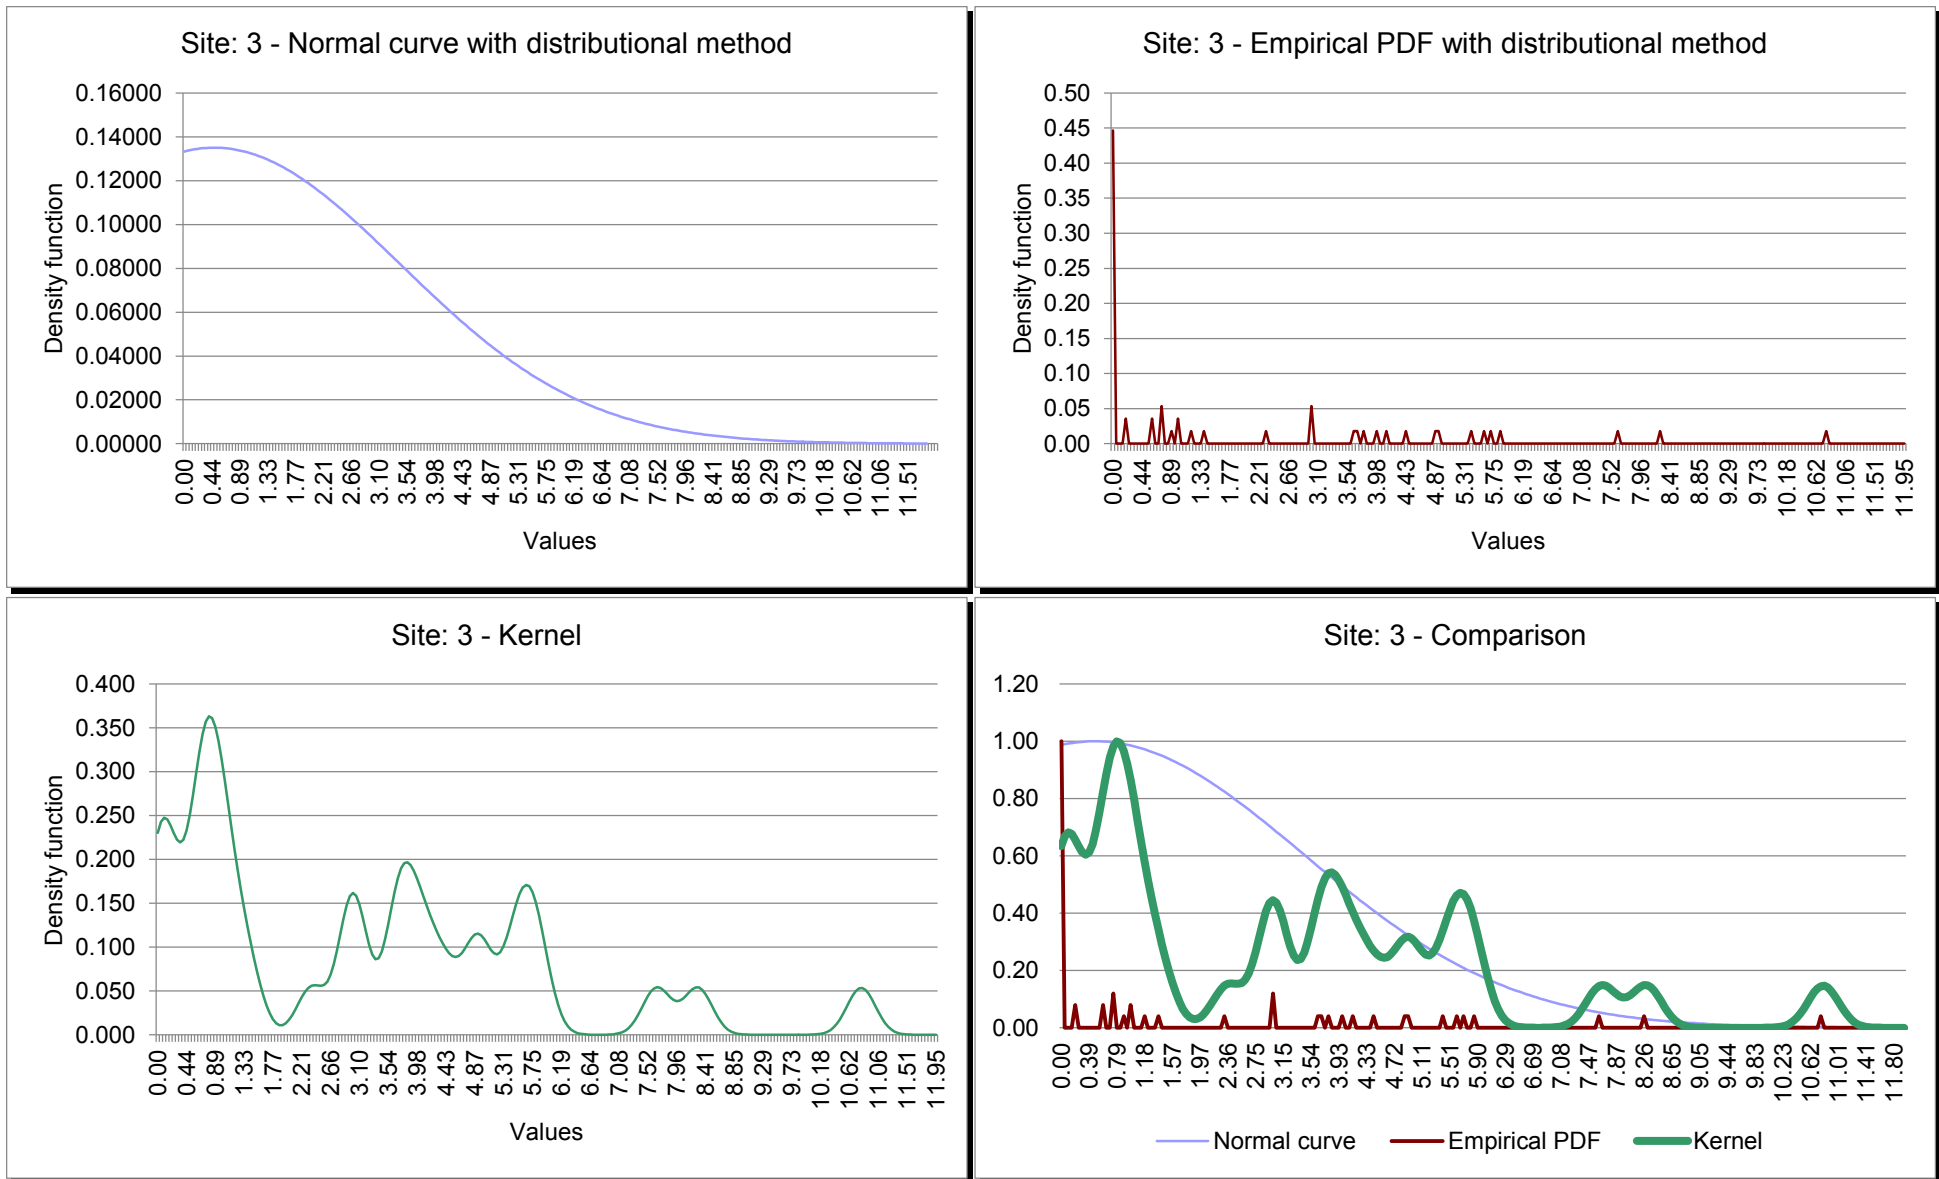 Site: 3 - Normal curve with distributional method
0.16000
0.14000
0.12000
0.10000
0.08000
0.06000
0.04000
0.02000
0.00000
Density function
0.00 0.44 0.89 1.33 1.77 2.21 2.66 3.10 3.54 3.98 4.43 4.87 5.31 5.75 6.19 6.64 7.08 7.52 7.96 8.41 8.85 9.29 9.73 10.18 10.62 11.06 11.51
Values
Site: 3 - Empirical PDF with distributional method
0.50
0.45
0.40
0.35
0.30
0.25
0.20
0.15
0.10
0.05
0.00
Density function
0.00 0.44 0.89 1.33 1.77 2.21 2.66 3.10 3.54 3.98 4.43 4.87 5.31 5.75 6.19 6.64 7.08 7.52 7.96 8.41 8.85 9.29 9.73 10.18 10.62 11.06 11.51 11.95
Values
Site: 3 - Kernel
0.400
0.350
0.300
0.250
0.200
0.150
0.100
0.050
0.000
Density function
0.00 0.44 0.89 1.33 1.77 2.21 2.66 3.10 3.54 3.98 4.43 4.87 5.31 5.75 6.19 6.64 7.08 7.52 7.96 8.41 8.85 9.29 9.73 10.18 10.62 11.06 11.51 11.95
Values
Site: 3 - Comparison
1.20
1.00
0.80
0.60
0.40
0.20
0.00
0.00 0.39 0.79 1.18 1.57 1.97 2.36 2.75 3.15 3.54 3.93 4.33 4.72 5.11 5.51 5.90 6.29 6.69 7.08 7.47 7.87 8.26 8.65 9.05 9.44 9.83 10.23 10.62 11.01 11.41 11.80
Normal curve Empirical PDF Kernel